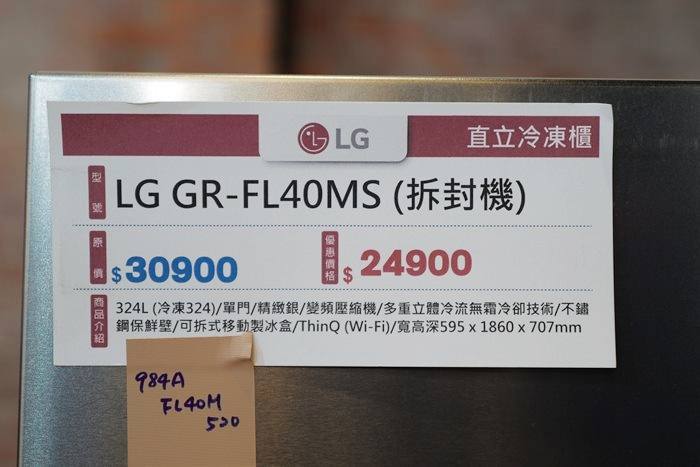 LG
直立冷凍櫃
型號
LG GR-FL40MS (拆封機)
原價
$30900
優惠價格
$24900
商品介紹
324L (冷凍324)/單門/精緻銀/變頻壓縮機/多重立體冷流無霜冷卻技術/不鏽
鋼保鮮壁/可拆式移動製冰盒/ThinQ (Wi-Fi)/寬高深595 x 1860 x 707mm
984A
FL40M
520